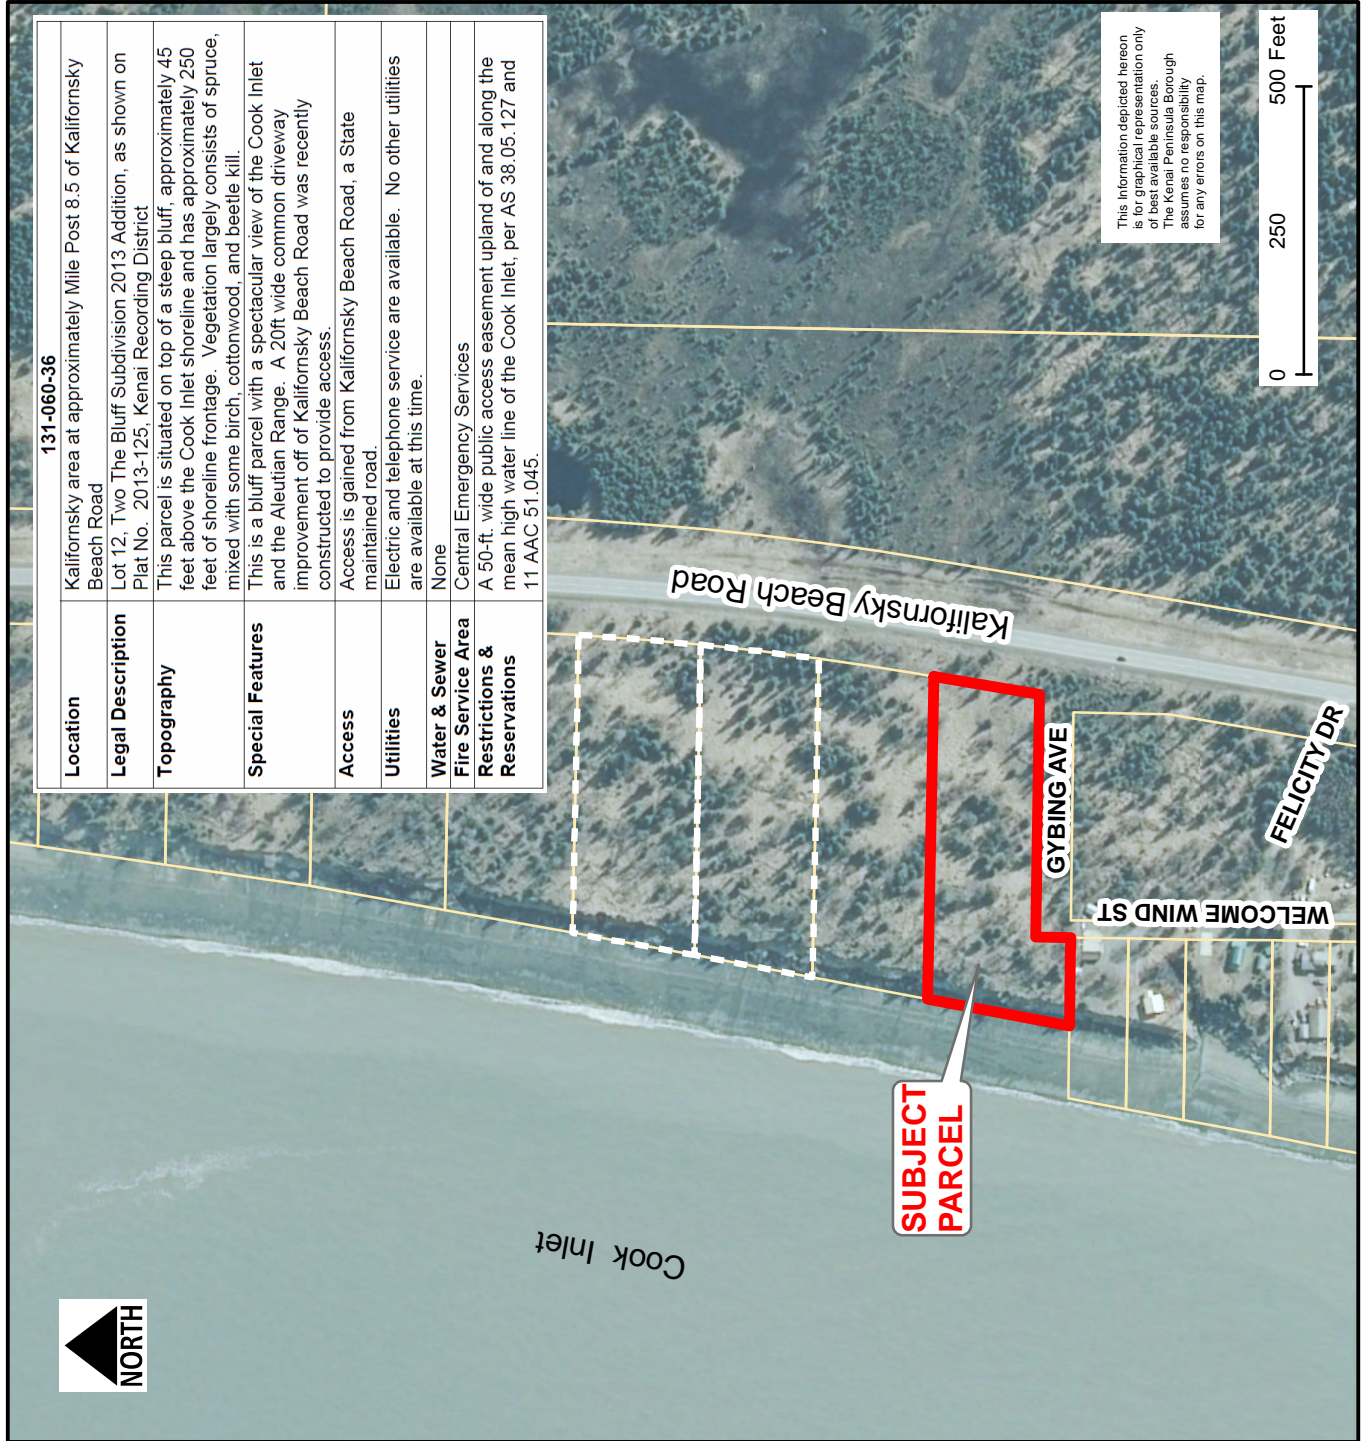 131-060-36
Location
Kalifornsky area at approximately Mile Post 8.5 of Kalifornsky
Beach Road
Legal Description
Lot 12, Two The Bluff Subdivision 2013 Addition, as shown on
Plat No. 2013-125, Kenai Recording District
Topography
This parcel is situated on top of a steep bluff, approximately 45
feet above the Cook Inlet shoreline and has approximately 250
feet of shoreline frontage. Vegetation largely consists of spruce,
mixed with some birch, cottonwood, and beetle kill.
Special Features
This is a bluff parcel with a spectacular view of the Cook Inlet
and the Aleutian Range. A 20ft wide common driveway
improvement off of Kalifornsky Beach Road was recently
constructed to provide access.
Access
Access is gained from Kalifornsky Beach Road, a State
maintained road.
Utilities
Electric and telephone service are available. No other utilities
are available at this time.
Water & Sewer
None
Fire Service Area
Central Emergency Services
Restrictions &
Reservations
A 50-ft. wide public access easement upland of and along the
mean high water line of the Cook Inlet, per AS 38.05.127 and
11 AAC 51.045.
Kalifornsky Beach Road
GYBING AVE
WELCOME WIND ST
FELICITY DR
SUBJECT
PARCEL
Cook Inlet
NORTH
This Information depicted hereon
is for graphical representation only
of best available sources.
The Kenai Peninsula Borough
assumes no responsibility
for any errors on this map.
0 250 500 Feet